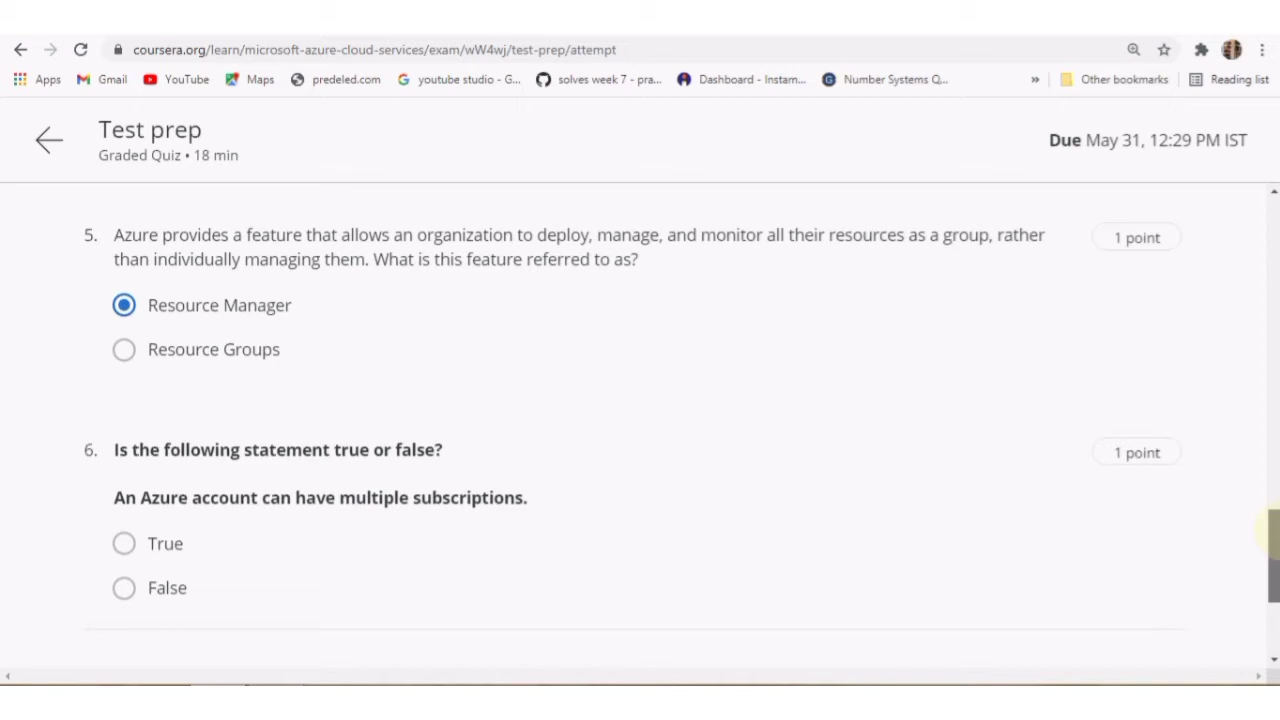 coursera.org/learn/microsoft-azure-cloud-services/exam/wW4wj/test-prep/attempt
Apps Gmail YouTube Maps predeled.com youtube studio - G... solves week 7 - pra... Dashboard - Instam... Number Systems Q... » Other bookmarks Reading list
Test prep
Graded Quiz • 18 min
Due May 31, 12:29 PM IST
5. Azure provides a feature that allows an organization to deploy, manage, and monitor all their resources as a group, rather
than individually managing them. What is this feature referred to as?
1 point
Resource Manager
Resource Groups
6. Is the following statement true or false?
1 point
An Azure account can have multiple subscriptions.
True
False